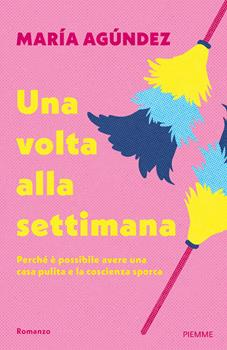 MARÍA AGÚNDEZ
Una
volta
alla
settimana
Perché è possibile avere una
casa pulita e la coscienza sporca
Romanzo
PIEMME